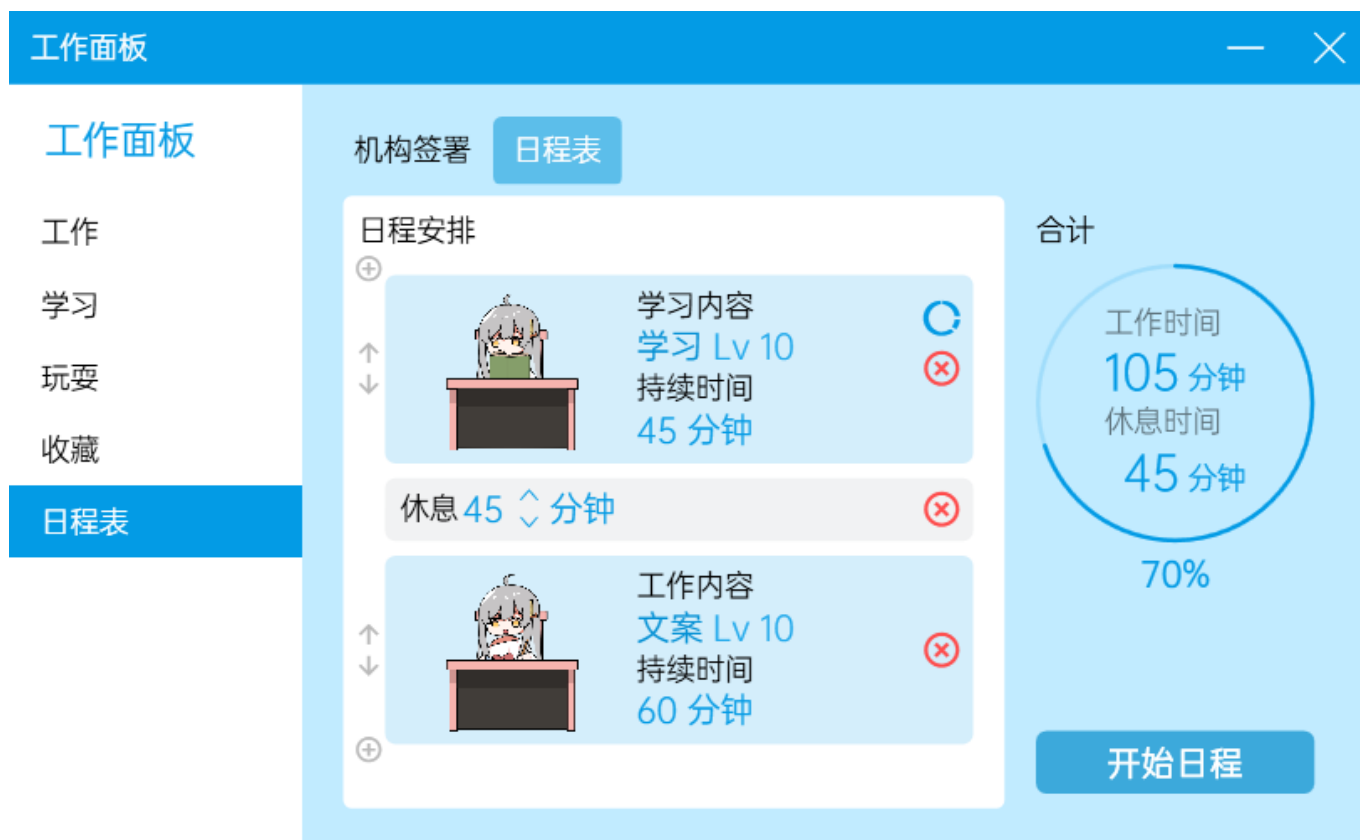 工作面板
工作面板
工作
学习
玩耍
收藏
日程表
机构签署 日程表
日程安排
学习内容
学习 Lv 10
持续时间
45 分钟
休息 45 分钟
工作内容
文案 Lv 10
持续时间
60 分钟
合计
工作时间
105 分钟
休息时间
45 分钟
70%
开始日程